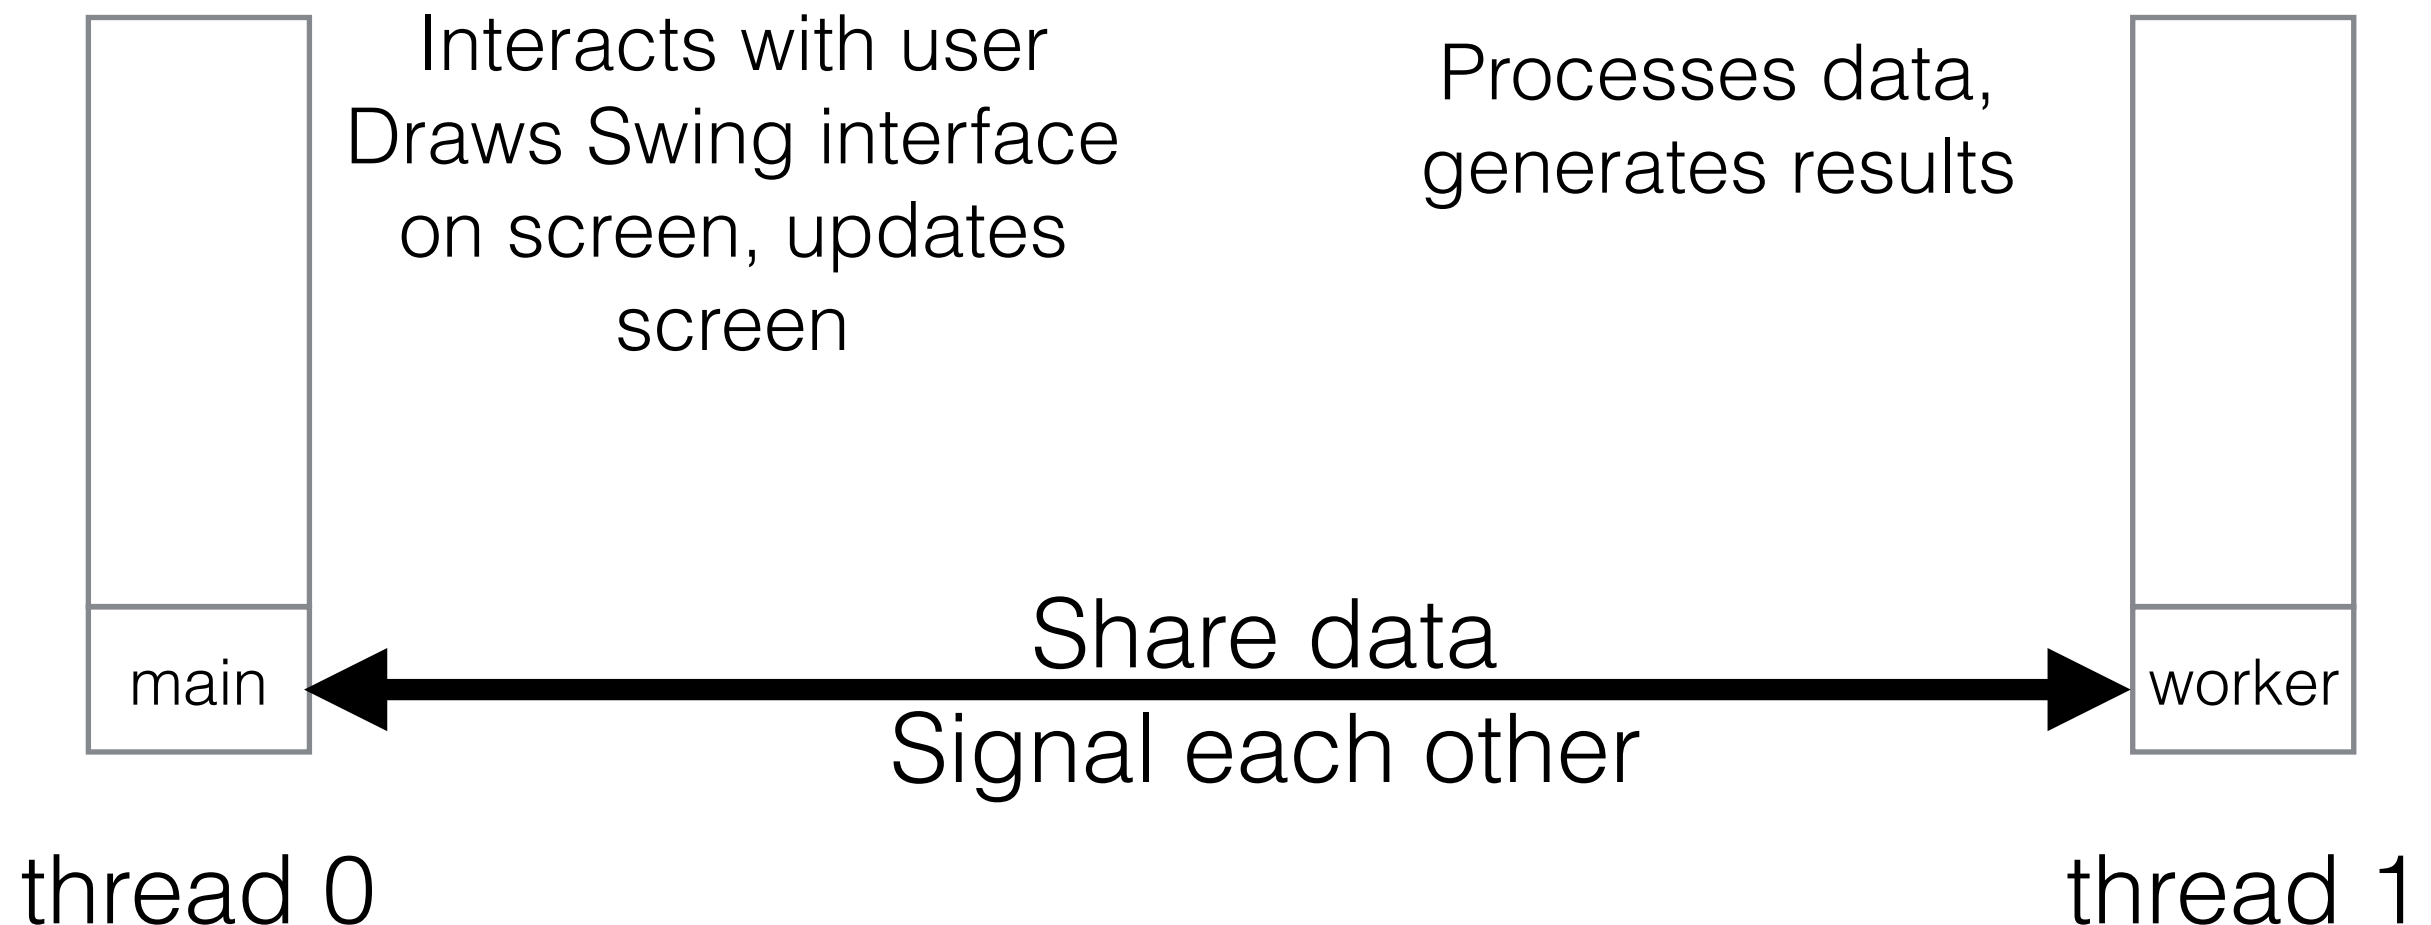 Interacts with user
Draws Swing interface
on screen, updates
screen
Processes data,
generates results
Share data
Signal each other
main
worker
thread 0
thread 1